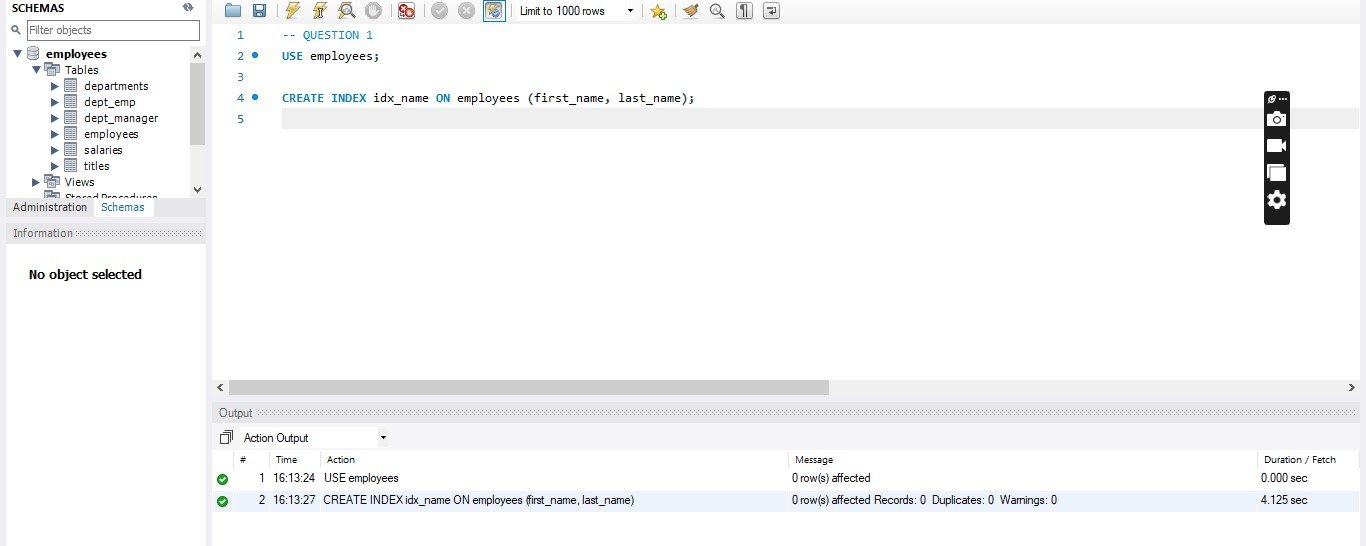 SCHEMAS
Filter objects
employees
Tables
departments
dept_emp
dept_manager
employees
salaries
titles
Views
Stored Procedures
Administration Schemas
Information
No object selected
Limit to 1000 rows
1 -- QUESTION 1
2 USE employees;
3
4 CREATE INDEX idx_name ON employees (first_name, last_name);
5
Output
Action Output
# Time Action Message Duration / Fetch
1 16:13:24 USE employees 0 row(s) affected 0.000 sec
2 16:13:27 CREATE INDEX idx_name ON employees (first_name, last_name) 0 row(s) affected Records: 0 Duplicates: 0 Warnings: 0 4.125 sec